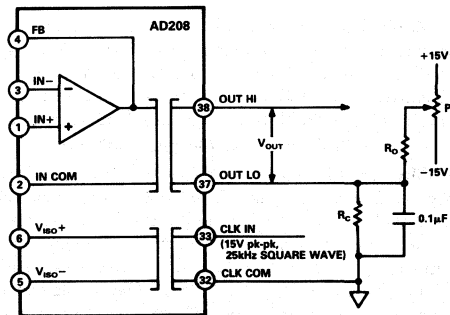 AD208
4 FB
3 IN−
1 IN+
2 IN COM
6 VISO+
5 VISO−
−
+
38 OUT HI
VOUT
37 OUT LO
33 CLK IN
(15V pk-pk,
25kHz SQUARE WAVE)
32 CLK COM
+15V
P
RO
−15V
RC
0.1μF